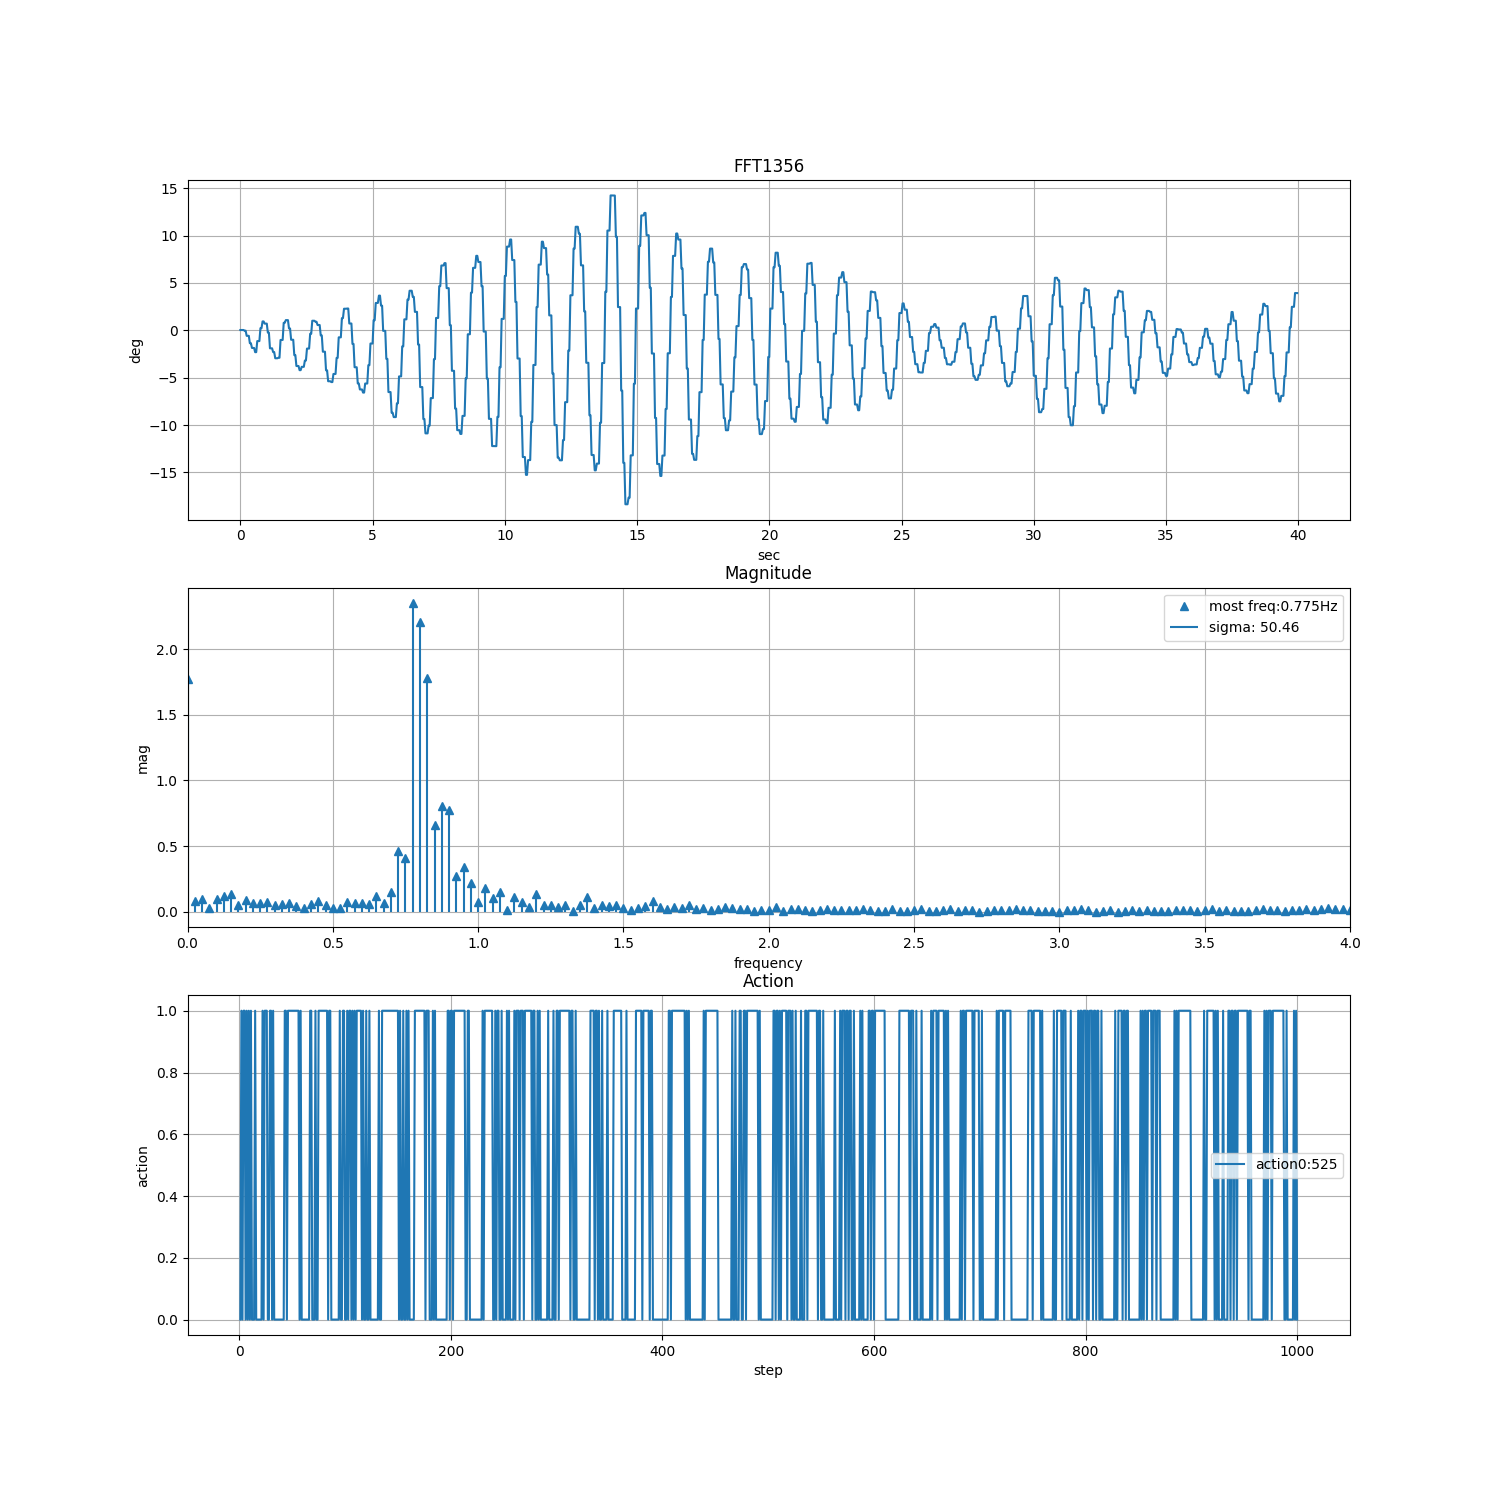 FFT1356
15
10
5
0
−5
−10
−15
deg
0 5 10 15 20 25 30 35 40
sec
Magnitude
most freq:0.775Hz
sigma: 50.46
2.0
1.5
1.0
0.5
0.0
mag
0.0 0.5 1.0 1.5 2.0 2.5 3.0 3.5 4.0
frequency
Action
1.0
0.8
0.6
0.4
0.2
0.0
action
action0:525
0 200 400 600 800 1000
step